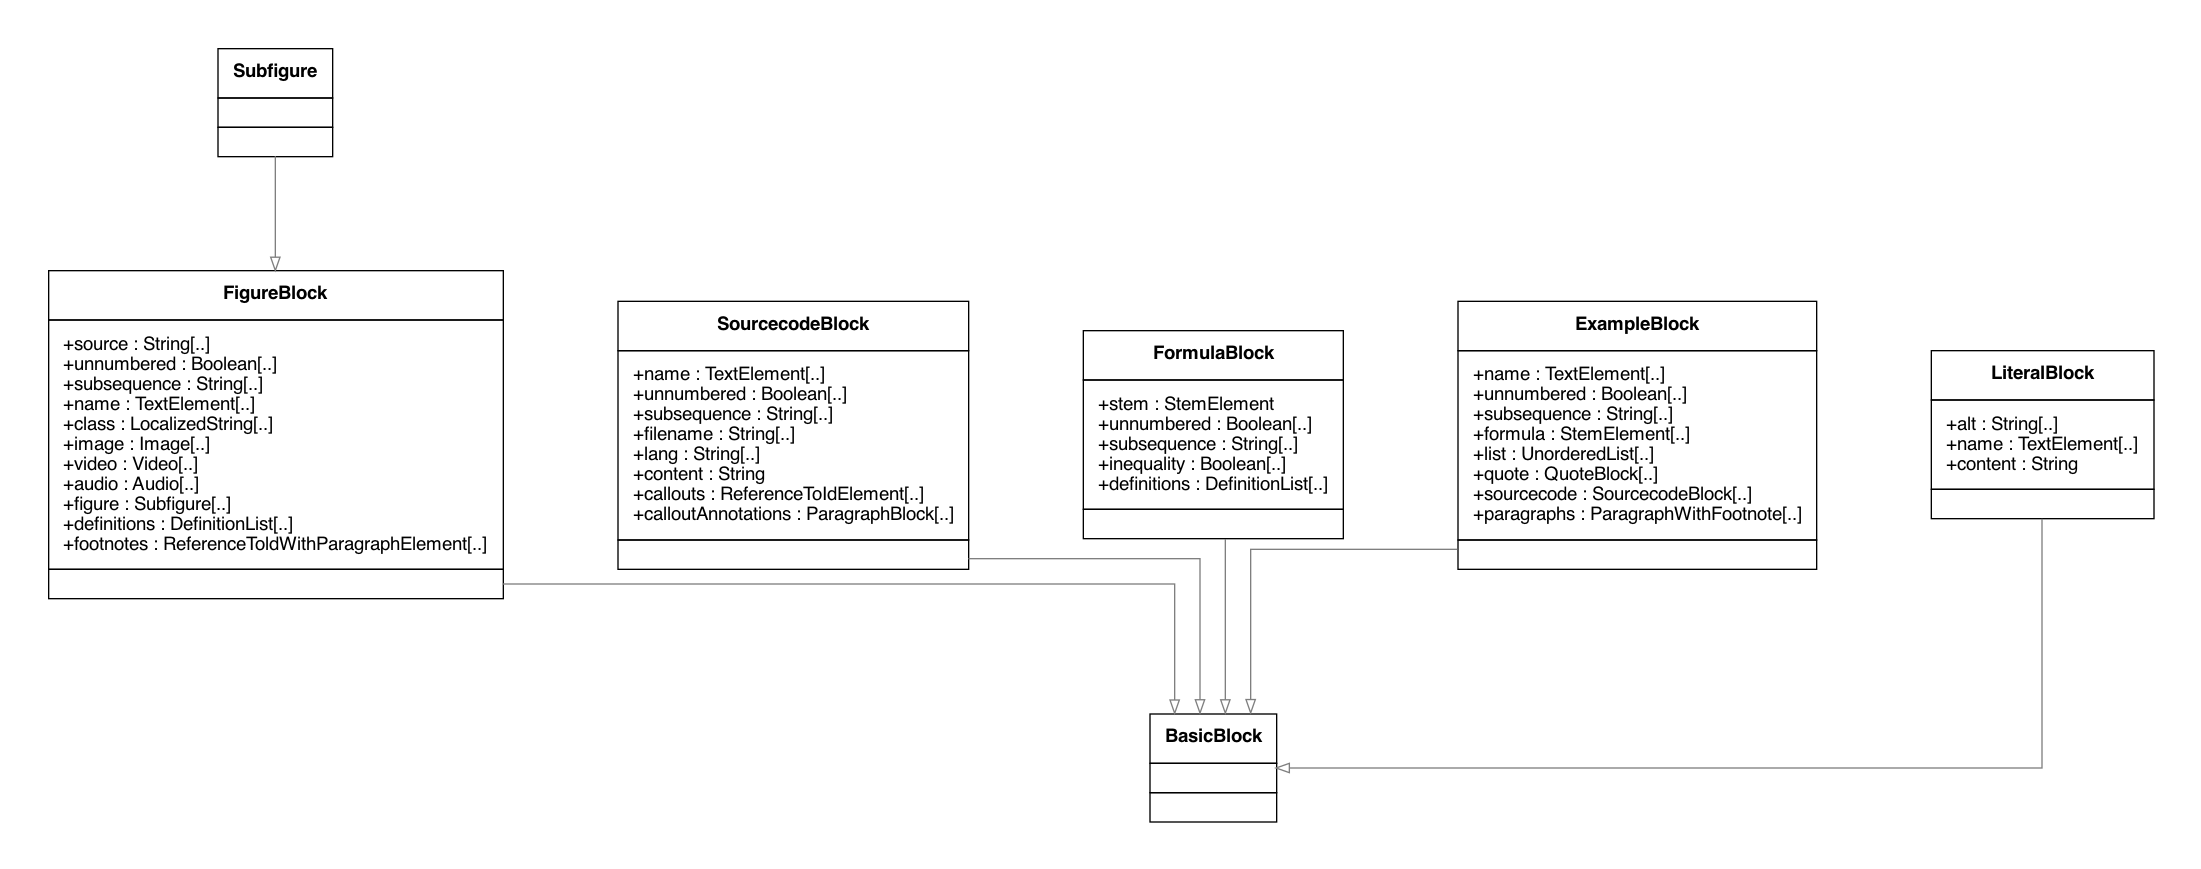 Subfigure
FigureBlock
+source : String[..]
+unnumbered : Boolean[..]
+subsequence : String[..]
+name : TextElement[..]
+class : LocalizedString[..]
+image : Image[..]
+video : Video[..]
+audio : Audio[..]
+figure : Subfigure[..]
+definitions : DefinitionList[..]
+footnotes : ReferenceToIdWithParagraphElement[..]
SourcecodeBlock
+name : TextElement[..]
+unnumbered : Boolean[..]
+subsequence : String[..]
+filename : String[..]
+lang : String[..]
+content : String
+callouts : ReferenceToIdElement[..]
+calloutAnnotations : ParagraphBlock[..]
FormulaBlock
+stem : StemElement
+unnumbered : Boolean[..]
+subsequence : String[..]
+inequality : Boolean[..]
+definitions : DefinitionList[..]
ExampleBlock
+name : TextElement[..]
+unnumbered : Boolean[..]
+subsequence : String[..]
+formula : StemElement[..]
+list : UnorderedList[..]
+quote : QuoteBlock[..]
+sourcecode : SourcecodeBlock[..]
+paragraphs : ParagraphWithFootnote[..]
LiteralBlock
+alt : String[..]
+name : TextElement[..]
+content : String
BasicBlock